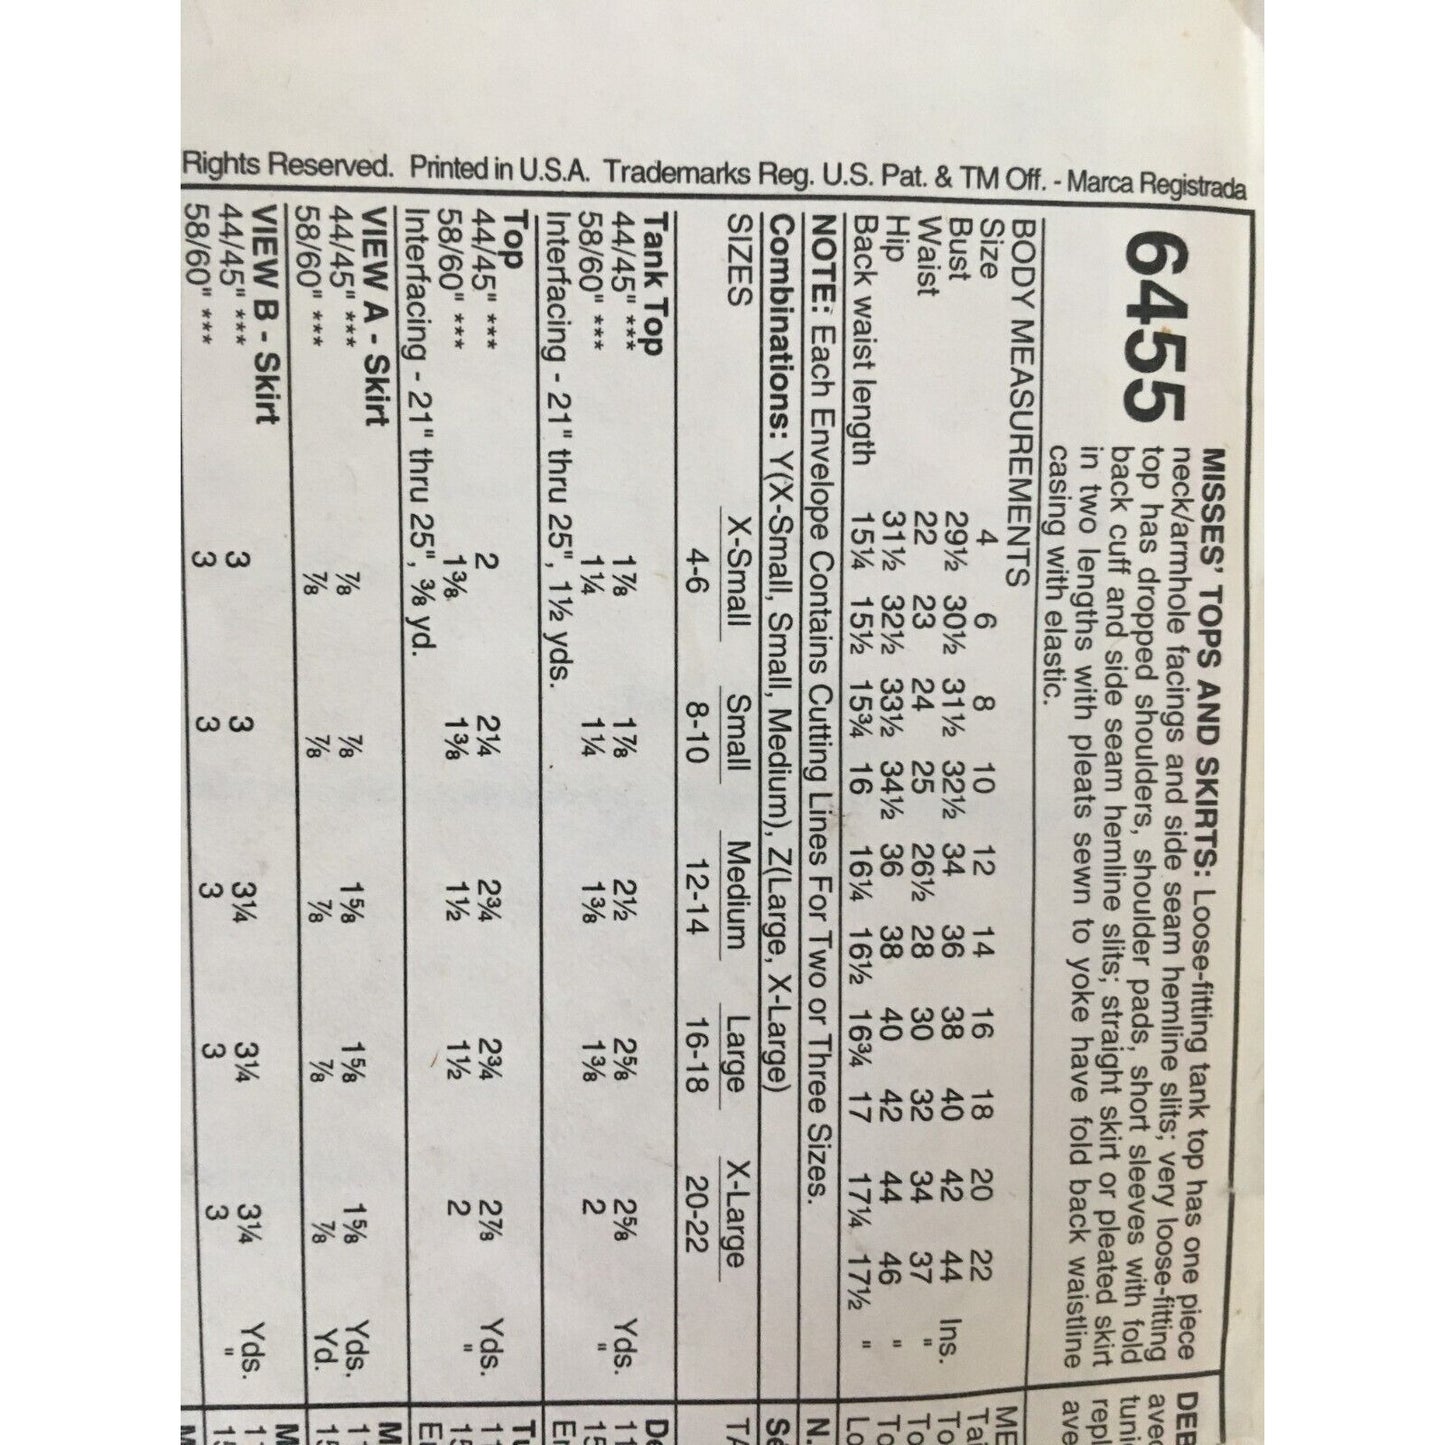 Rights Reserved. Printed in U.S.A. Trademarks Reg. U.S. Pat. & TM Off. - Marca Registrada
6455
MISSES' TOPS AND SKIRTS: Loose-fitting tank top has one piece
neck/armhole facings and side seam hemline slits; very loose-fitting
top has dropped shoulders, shoulder pads, short sleeves with fold
back cuff and side seam hemline slits; straight skirt or pleated skirt
in two lengths with pleats sewn to yoke have fold back waistline
casing with elastic.
BODY MEASUREMENTS
Size 4 6 8 10 12 14 16 18 20 22
Bust 29½ 30½ 31½ 32½ 34 36 38 40 42 44 Ins.
Waist 22 23 24 25 26½ 28 30 32 34 37 "
Hip 31½ 32½ 33½ 34½ 36 38 40 42 44 46 "
Back waist length 15¼ 15½ 15¾ 16 16¼ 16½ 16¾ 17 17¼ 17½ "
NOTE: Each Envelope Contains Cutting Lines For Two or Three Sizes.
Combinations: Y(X-Small, Small, Medium), Z(Large, X-Large)
SIZES X-Small Small Medium Large X-Large
4-6 8-10 12-14 16-18 20-22
Tank Top
44/45" *** 1⅞ 1⅞ 2½ 2⅝ 2⅝ Yds.
58/60" *** 1¼ 1¼ 1⅜ 1⅜ 2 "
Interfacing - 21" thru 25", 1½ yds.
Top
44/45" *** 2 2¼ 2¾ 2¾ 2⅞ Yds.
58/60" *** 1⅜ 1⅜ 1½ 1½ 2 "
Interfacing - 21" thru 25", ⅜ yd.
VIEW A - Skirt
44/45" *** ⅞ ⅞ 1⅝ 1⅝ 1⅝ Yds.
58/60" *** ⅞ ⅞ ⅞ ⅞ ⅞ Yd.
VIEW B - Skirt
44/45" *** 3 3 3¼ 3¼ 3¼ Yds.
58/60" *** 3 3 3 3 3 "